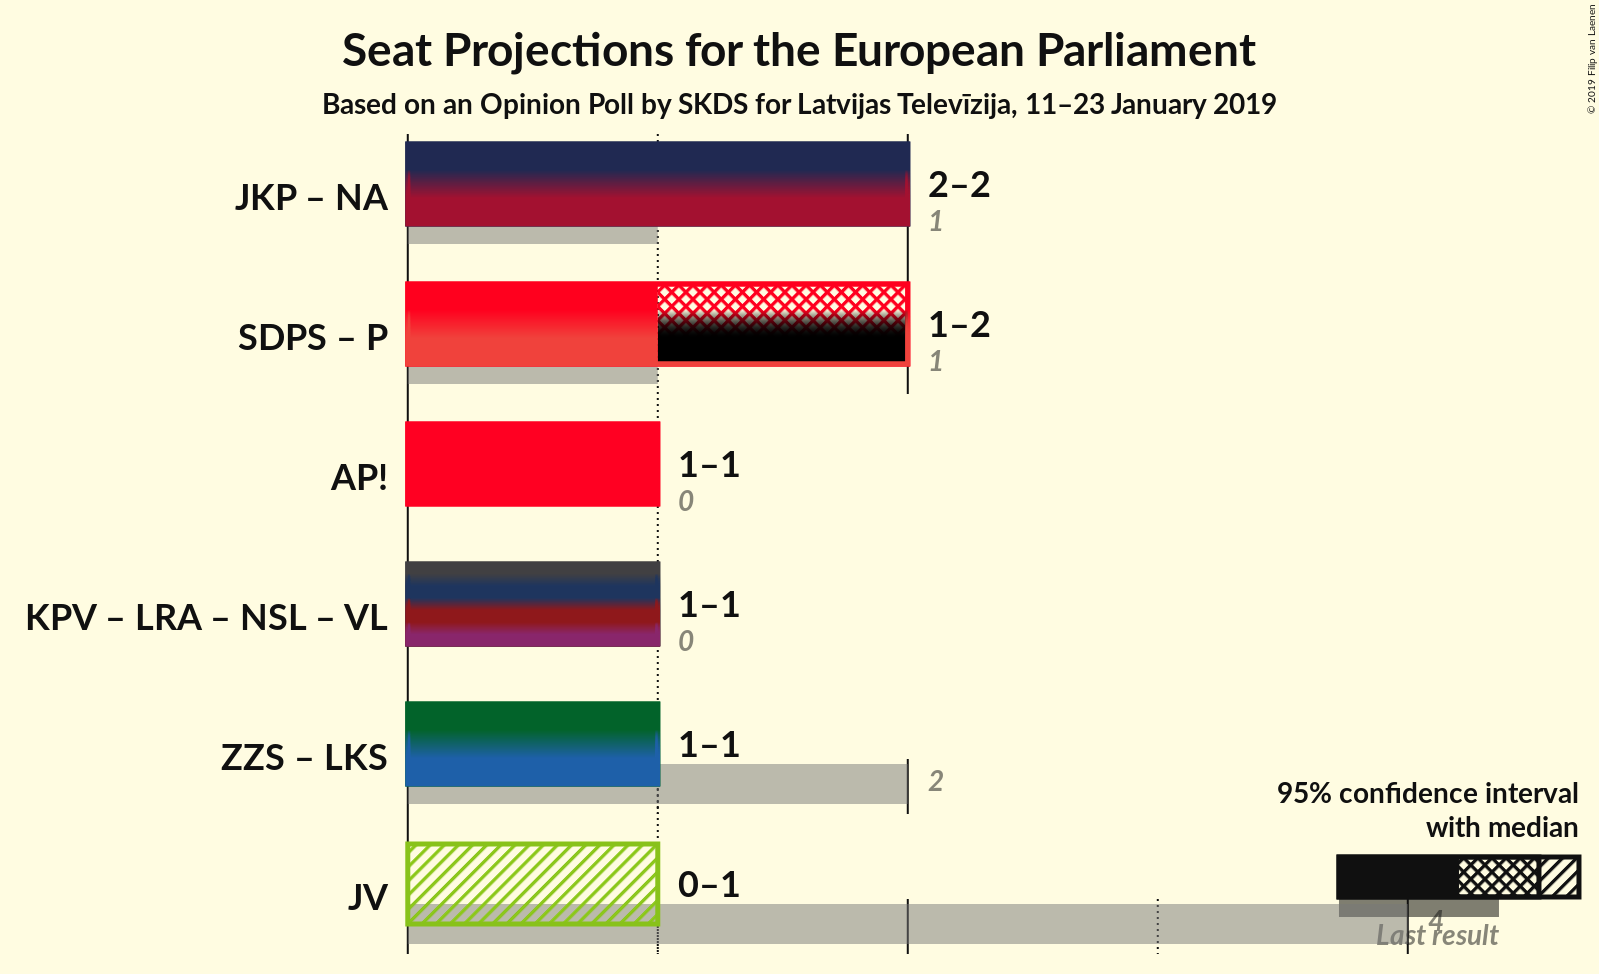 Seat Projections for the European Parliament
Based on an Opinion Poll by SKDS for Latvijas Televīzija, 11–23 January 2019
© 2019 Filip van Laenen
JKP – NA
2–2
1
SDPS – P
1–2
1
AP!
1–1
0
KPV – LRA – NSL – VL
1–1
0
ZZS – LKS
1–1
2
JV
0–1
4
95% confidence interval
with median
Last result